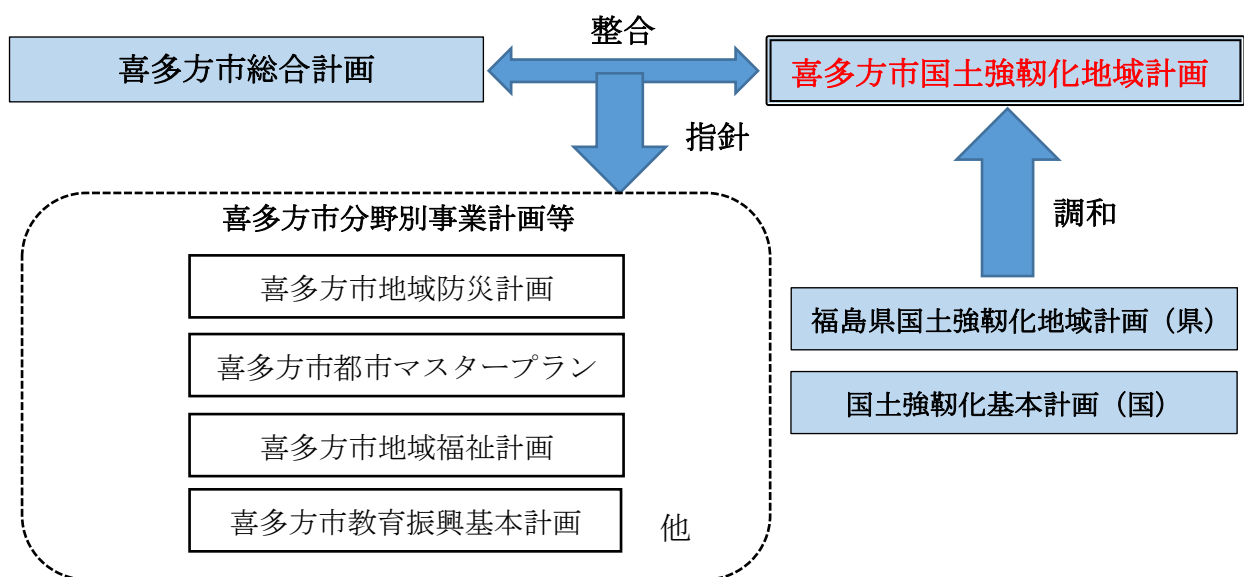 整合
喜多方市総合計画
喜多方市国土強靱化地域計画
指針
調和
喜多方市分野別事業計画等
喜多方市地域防災計画
喜多方市都市マスタープラン
喜多方市地域福祉計画
喜多方市教育振興基本計画
他
福島県国土強靱化地域計画（県）
国土強靱化基本計画（国）